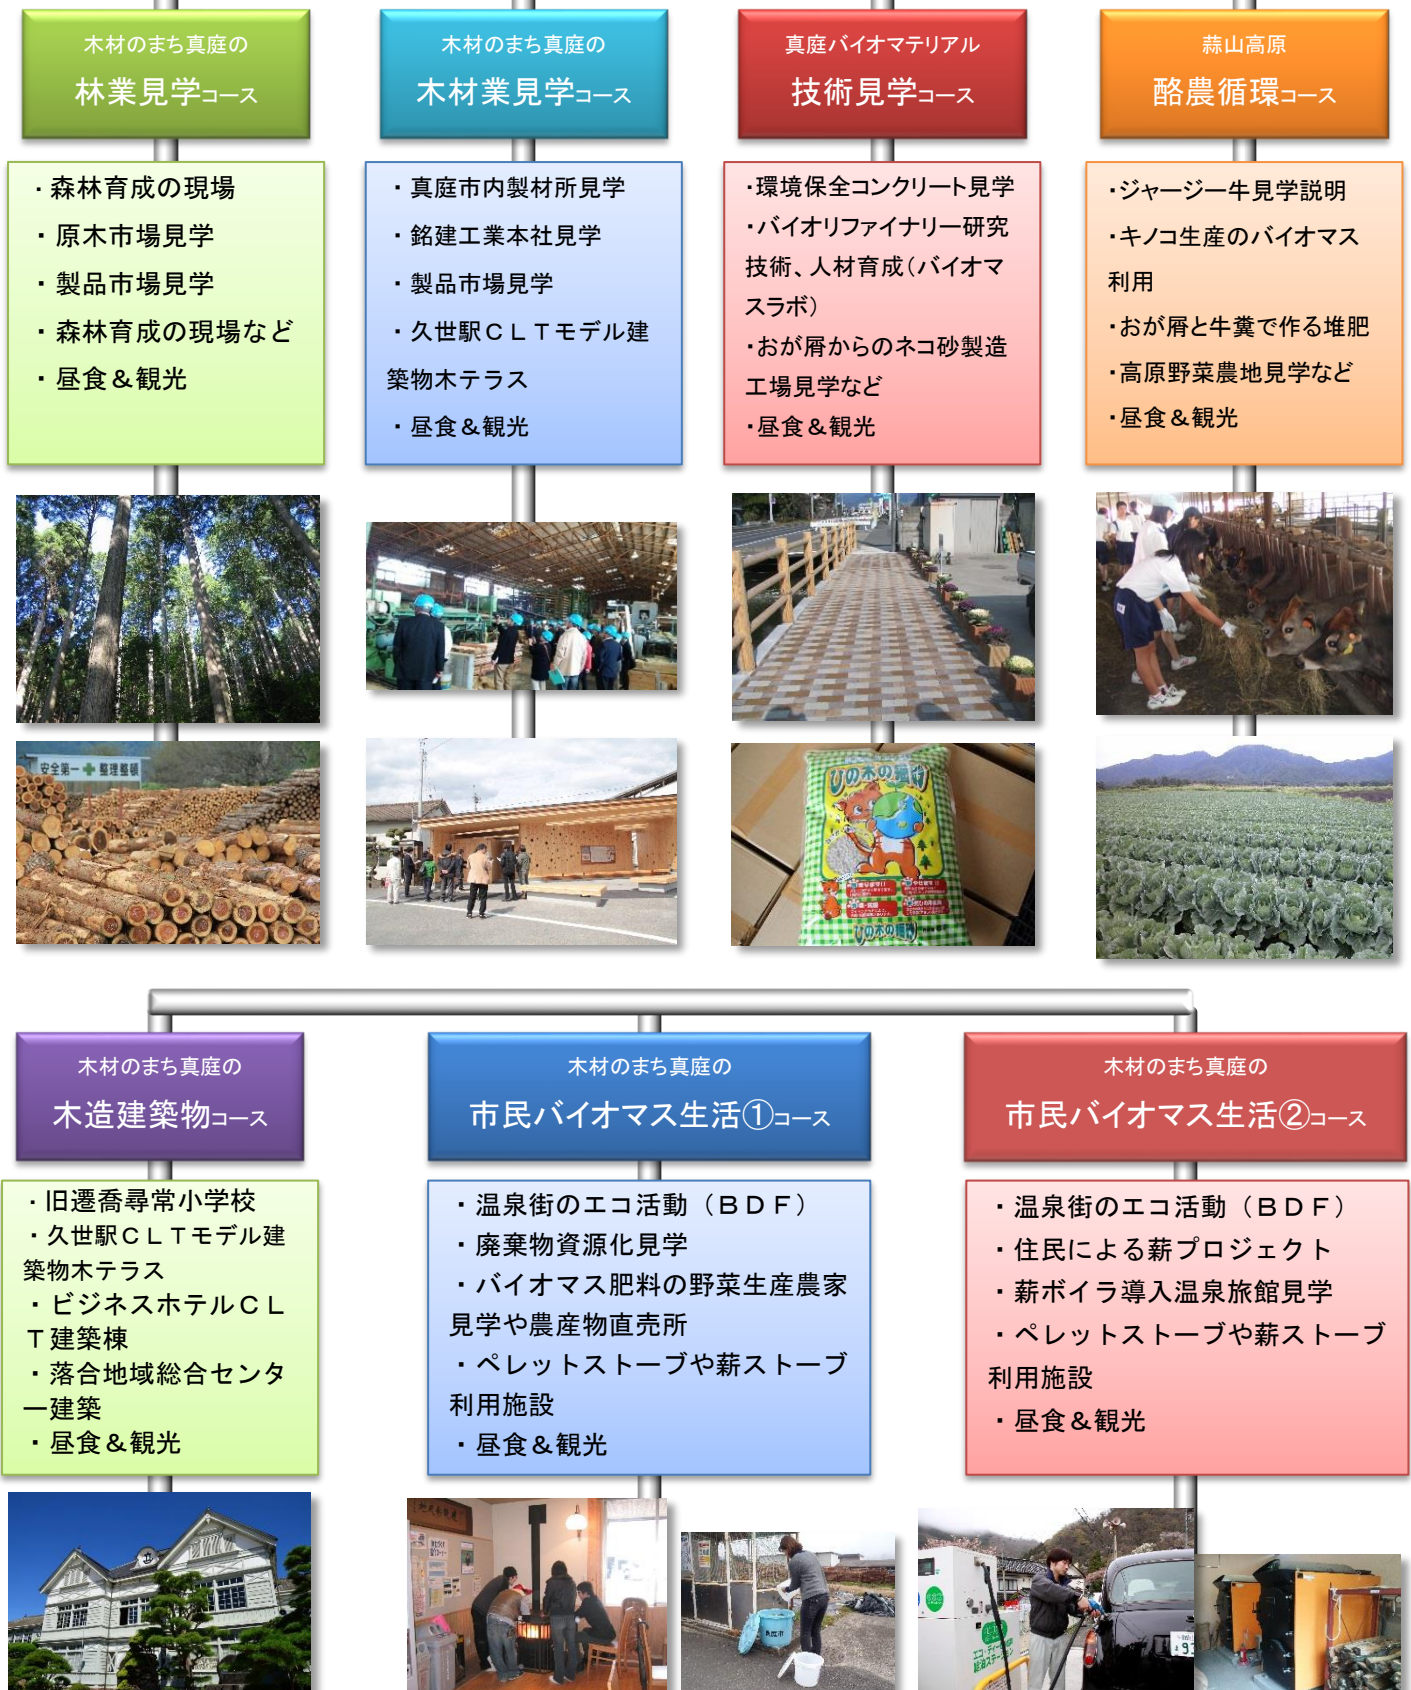 木材のまち真庭の
林業見学コース
・森林育成の現場
・原木市場見学
・製品市場見学
・森林育成の現場など
・昼食＆観光
木材のまち真庭の
木材業見学コース
・真庭市内製材所見学
・銘建工業本社見学
・製品市場見学
・久世駅ＣＬＴモデル建
築物木テラス
・昼食＆観光
真庭バイオマテリアル
技術見学コース
・環境保全コンクリート見学
・バイオリファイナリー研究
技術、人材育成（バイオマ
スラボ）
・おが屑からのネコ砂製造
工場見学など
・昼食＆観光
蒜山高原
酪農循環コース
・ジャージー牛見学説明
・キノコ生産のバイオマス
利用
・おが屑と牛糞で作る堆肥
・高原野菜農地見学など
・昼食＆観光
安全第一 整理整頓
ひの木の猫砂
ひの木の猫砂
木材のまち真庭の
木造建築物コース
・旧遷喬尋常小学校
・久世駅ＣＬＴモデル建
築物木テラス
・ビジネスホテルＣＬ
Ｔ建築棟
・落合地域総合センタ
ー建築
・昼食＆観光
木材のまち真庭の
市民バイオマス生活①コース
・温泉街のエコ活動（ＢＤＦ）
・廃棄物資源化見学
・バイオマス肥料の野菜生産農家
見学や農産物直売所
・ペレットストーブや薪ストーブ
利用施設
・昼食＆観光
木材のまち真庭の
市民バイオマス生活②コース
・温泉街のエコ活動（ＢＤＦ）
・住民による薪プロジェクト
・薪ボイラ導入温泉旅館見学
・ペレットストーブや薪ストーブ
利用施設
・昼食＆観光